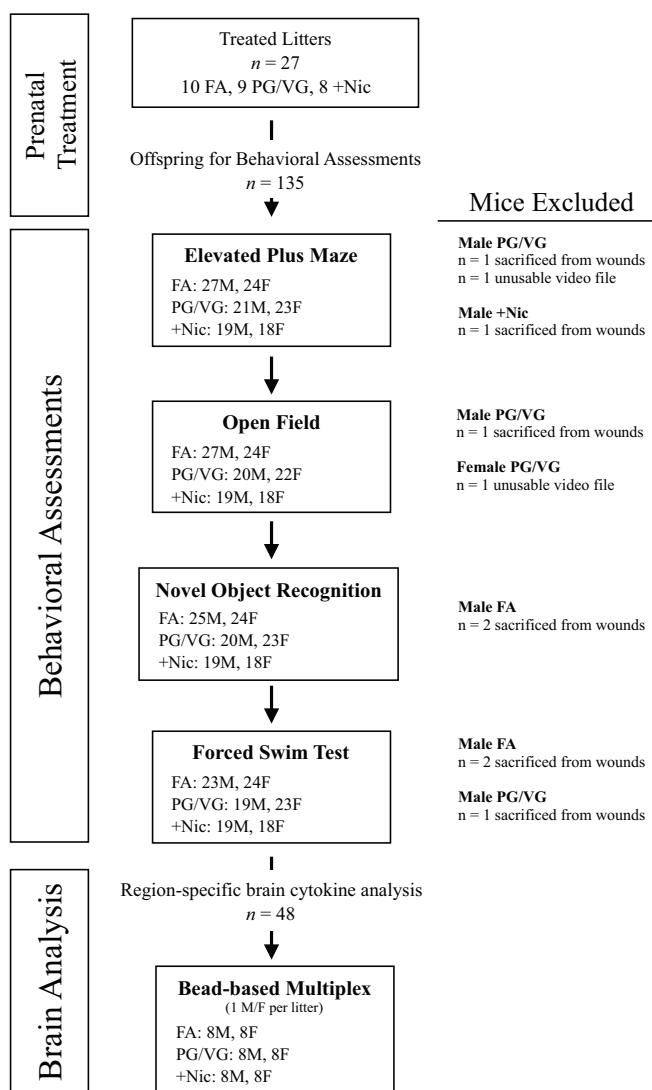 Prenatal
Treatment
Treated Litters
n = 27
10 FA, 9 PG/VG, 8 +Nic
Offspring for Behavioral Assessments
n = 135
Mice Excluded
Behavioral Assessments
Elevated Plus Maze
FA: 27M, 24F
PG/VG: 21M, 23F
+Nic: 19M, 18F
Male PG/VG
n = 1 sacrificed from wounds
n = 1 unusable video file
Male +Nic
n = 1 sacrificed from wounds
Open Field
FA: 27M, 24F
PG/VG: 20M, 22F
+Nic: 19M, 18F
Male PG/VG
n = 1 sacrificed from wounds
Female PG/VG
n = 1 unusable video file
Novel Object Recognition
FA: 25M, 24F
PG/VG: 20M, 23F
+Nic: 19M, 18F
Male FA
n = 2 sacrificed from wounds
Forced Swim Test
FA: 23M, 24F
PG/VG: 19M, 23F
+Nic: 19M, 18F
Male FA
n = 2 sacrificed from wounds
Male PG/VG
n = 1 sacrificed from wounds
Brain Analysis
Region-specific brain cytokine analysis
n = 48
Bead-based Multiplex
(1 M/F per litter)
FA: 8M, 8F
PG/VG: 8M, 8F
+Nic: 8M, 8F